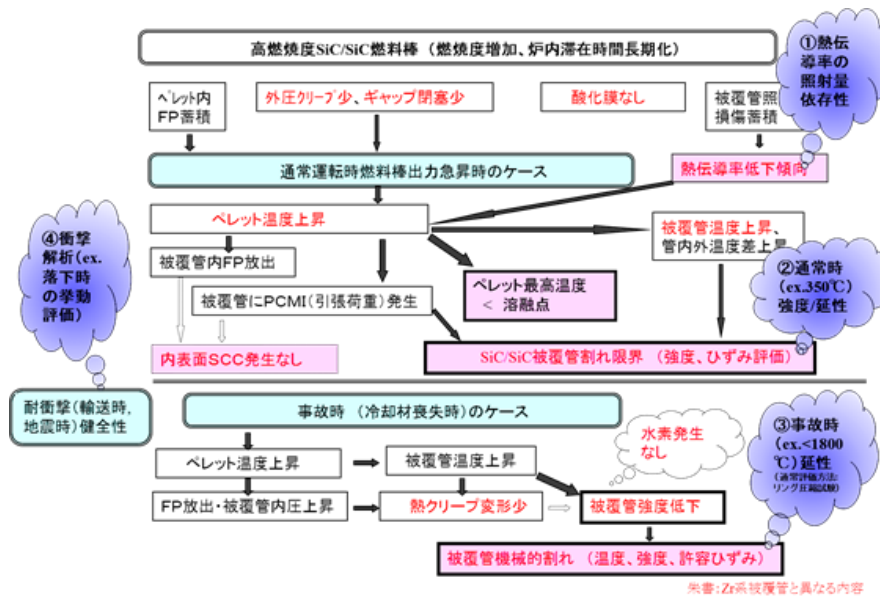 高燃焼度SiC/SiC燃料棒 （燃焼度増加、炉内滞在時間長期化）
①熱伝
導率の
照射量
依存性
ペレット内
FP蓄積
外圧クリープ少、ギャップ閉塞少
酸化膜なし
被覆管照
損傷蓄積
通常運転時燃料棒出力急昇時のケース
熱伝導率低下傾向
ペレット温度上昇
被覆管温度上昇、
管内外温度差上昇
④衝撃
解析(ex.
落下時
の挙動
評価)
被覆管内FP放出
ペレット最高温度
< 溶融点
②通常時
(ex.350℃)
強度/延性
被覆管にPCMI（引張荷重）発生
内表面SCC発生なし
SiC/SiC被覆管割れ限界 （強度、ひずみ評価）
耐衝撃（輸送時,
地震時）健全性
事故時 （冷却材喪失時）のケース
水素発生
なし
③事故時
(ex.<1800
℃)延性
(通常評価方法:
リング圧縮試験)
ペレット温度上昇
被覆管温度上昇
FP放出・被覆管内圧上昇
熱クリープ変形少
被覆管強度低下
被覆管機械的割れ （温度、強度、許容ひずみ）
朱書：Zr系被覆管と異なる内容